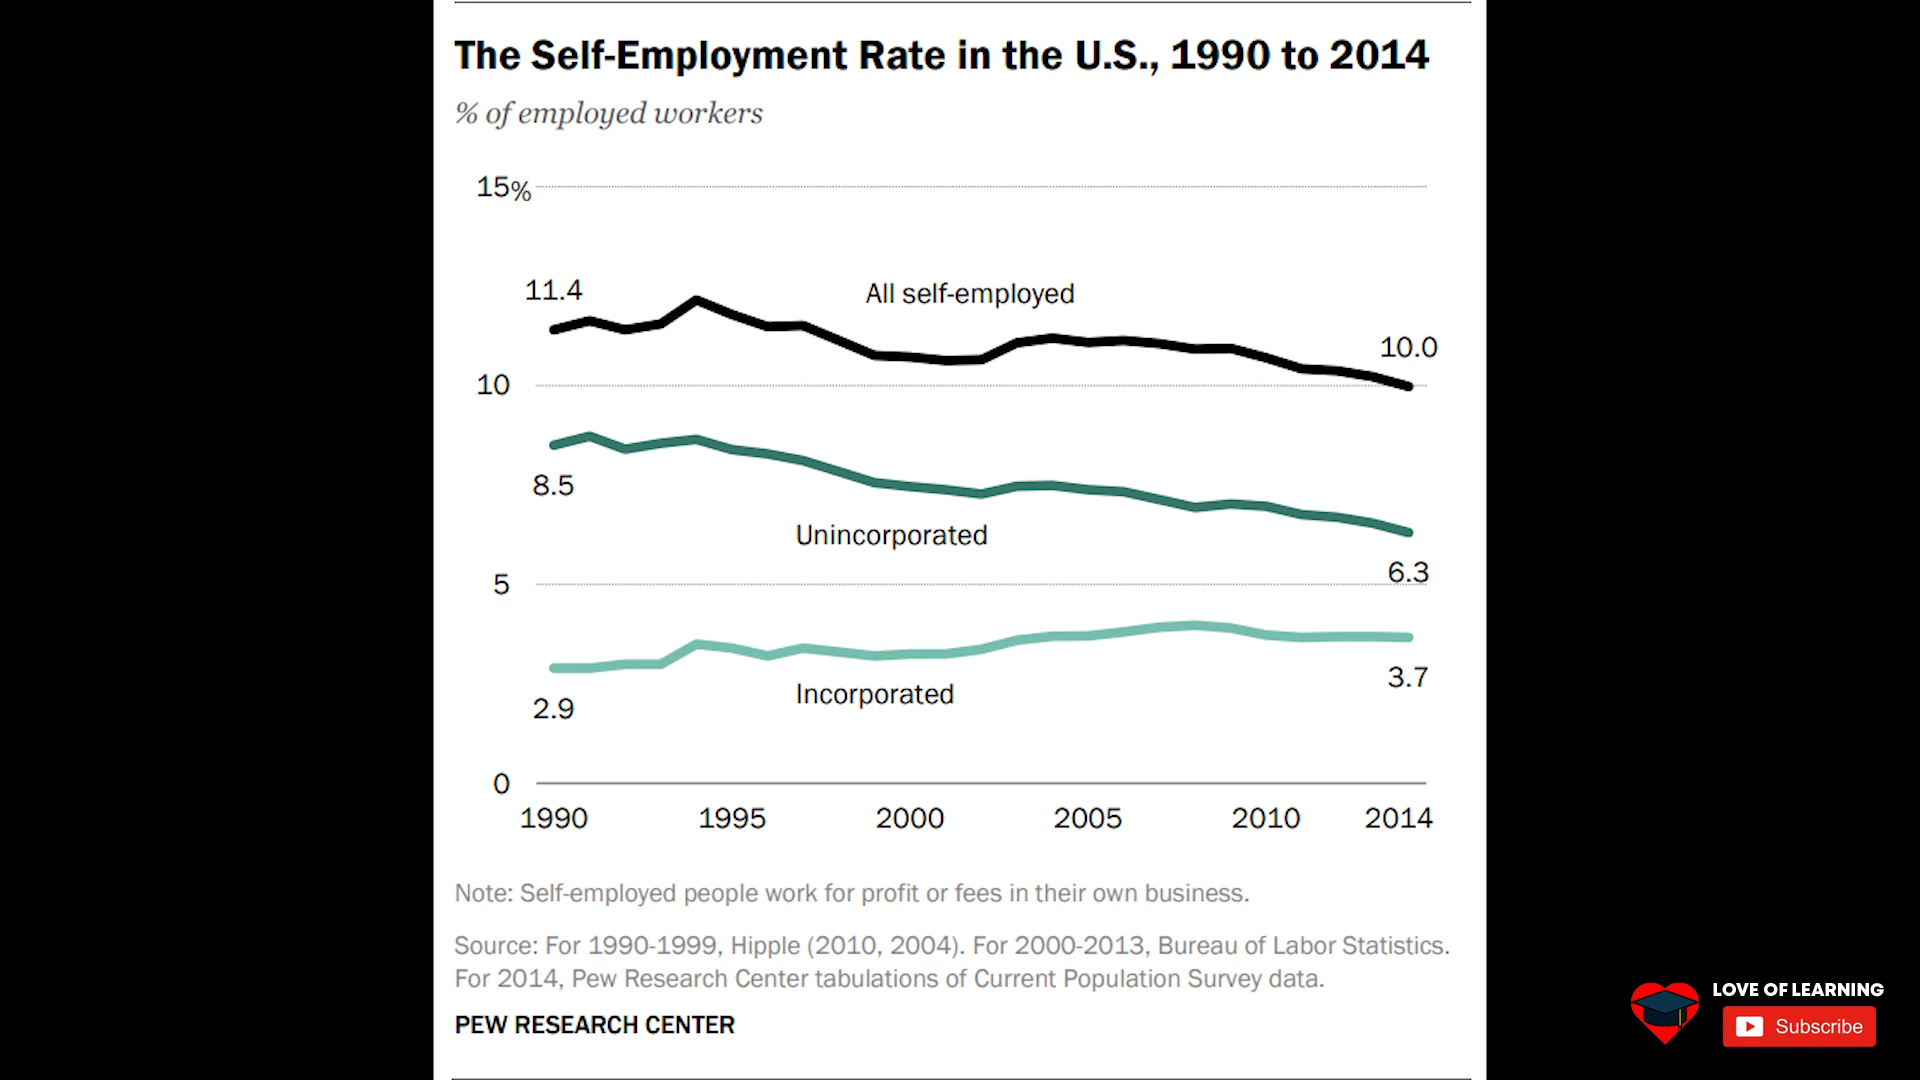 The Self-Employment Rate in the U.S., 1990 to 2014
% of employed workers
15%
11.4
All self-employed
10.0
10
8.5
Unincorporated
6.3
5
2.9
Incorporated
3.7
0
1990 1995 2000 2005 2010 2014
Note: Self-employed people work for profit or fees in their own business.
Source: For 1990-1999, Hipple (2010, 2004). For 2000-2013, Bureau of Labor Statistics.
For 2014, Pew Research Center tabulations of Current Population Survey data.
PEW RESEARCH CENTER
LOVE OF LEARNING
Subscribe